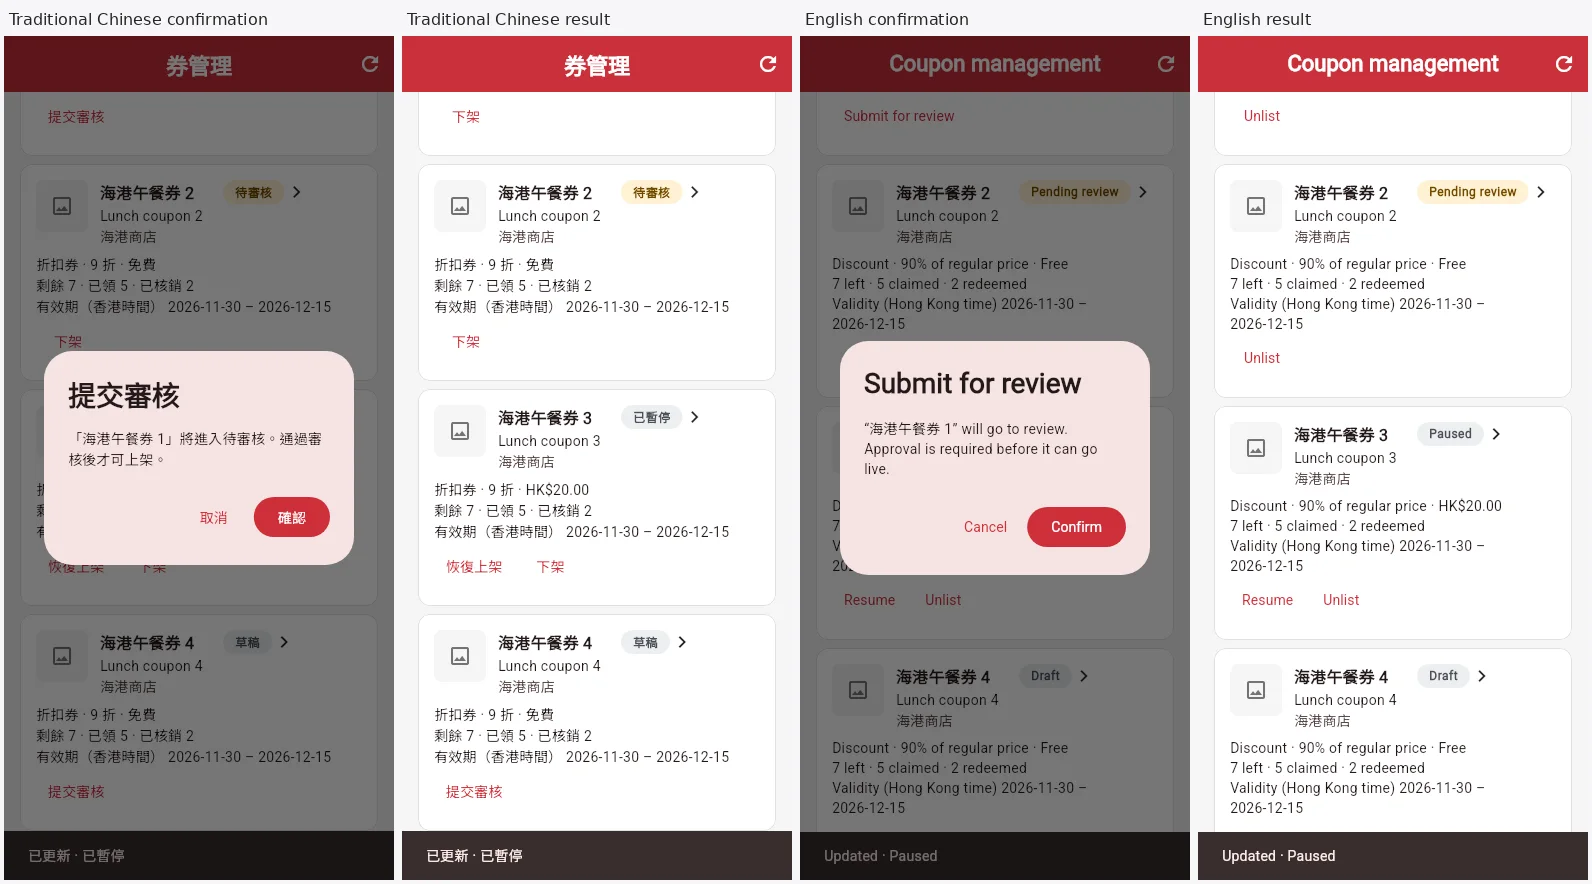 Traditional Chinese confirmation
券管理
提交審核
海港午餐券 2
待審核
Lunch coupon 2
海港商店
折扣券 · 9 折 · 免費
剩餘 7 · 已領 5 · 已核銷 2
有效期（香港時間） 2026-11-30 – 2026-12-15
下架
提交審核
「海港午餐券 1」將進入待審核。通過審
核後才可上架。
取消
確認
恢復上架
下架
海港午餐券 4
草稿
Lunch coupon 4
海港商店
折扣券 · 9 折 · 免費
剩餘 7 · 已領 5 · 已核銷 2
有效期（香港時間） 2026-11-30 – 2026-12-15
提交審核
已更新 · 已暫停
Traditional Chinese result
券管理
下架
海港午餐券 2
待審核
Lunch coupon 2
海港商店
折扣券 · 9 折 · 免費
剩餘 7 · 已領 5 · 已核銷 2
有效期（香港時間） 2026-11-30 – 2026-12-15
下架
海港午餐券 3
已暫停
Lunch coupon 3
海港商店
折扣券 · 9 折 · HK$20.00
剩餘 7 · 已領 5 · 已核銷 2
有效期（香港時間） 2026-11-30 – 2026-12-15
恢復上架
下架
海港午餐券 4
草稿
Lunch coupon 4
海港商店
折扣券 · 9 折 · 免費
剩餘 7 · 已領 5 · 已核銷 2
有效期（香港時間） 2026-11-30 – 2026-12-15
提交審核
已更新 · 已暫停
English confirmation
Coupon management
Submit for review
海港午餐券 2
Pending review
Lunch coupon 2
海港商店
Discount · 90% of regular price · Free
7 left · 5 claimed · 2 redeemed
Validity (Hong Kong time) 2026-11-30 –
2026-12-15
Submit for review
“海港午餐券 1” will go to review.
Approval is required before it can go
live.
Cancel
Confirm
Resume
Unlist
海港午餐券 4
Draft
Lunch coupon 4
海港商店
Discount · 90% of regular price · Free
7 left · 5 claimed · 2 redeemed
Validity (Hong Kong time) 2026-11-30 –
2026-12-15
Updated · Paused
English result
Coupon management
Unlist
海港午餐券 2
Pending review
Lunch coupon 2
海港商店
Discount · 90% of regular price · Free
7 left · 5 claimed · 2 redeemed
Validity (Hong Kong time) 2026-11-30 –
2026-12-15
Unlist
海港午餐券 3
Paused
Lunch coupon 3
海港商店
Discount · 90% of regular price · HK$20.00
7 left · 5 claimed · 2 redeemed
Validity (Hong Kong time) 2026-11-30 –
2026-12-15
Resume
Unlist
海港午餐券 4
Draft
Lunch coupon 4
海港商店
Discount · 90% of regular price · Free
7 left · 5 claimed · 2 redeemed
Validity (Hong Kong time) 2026-11-30 –
2026-12-15
Updated · Paused